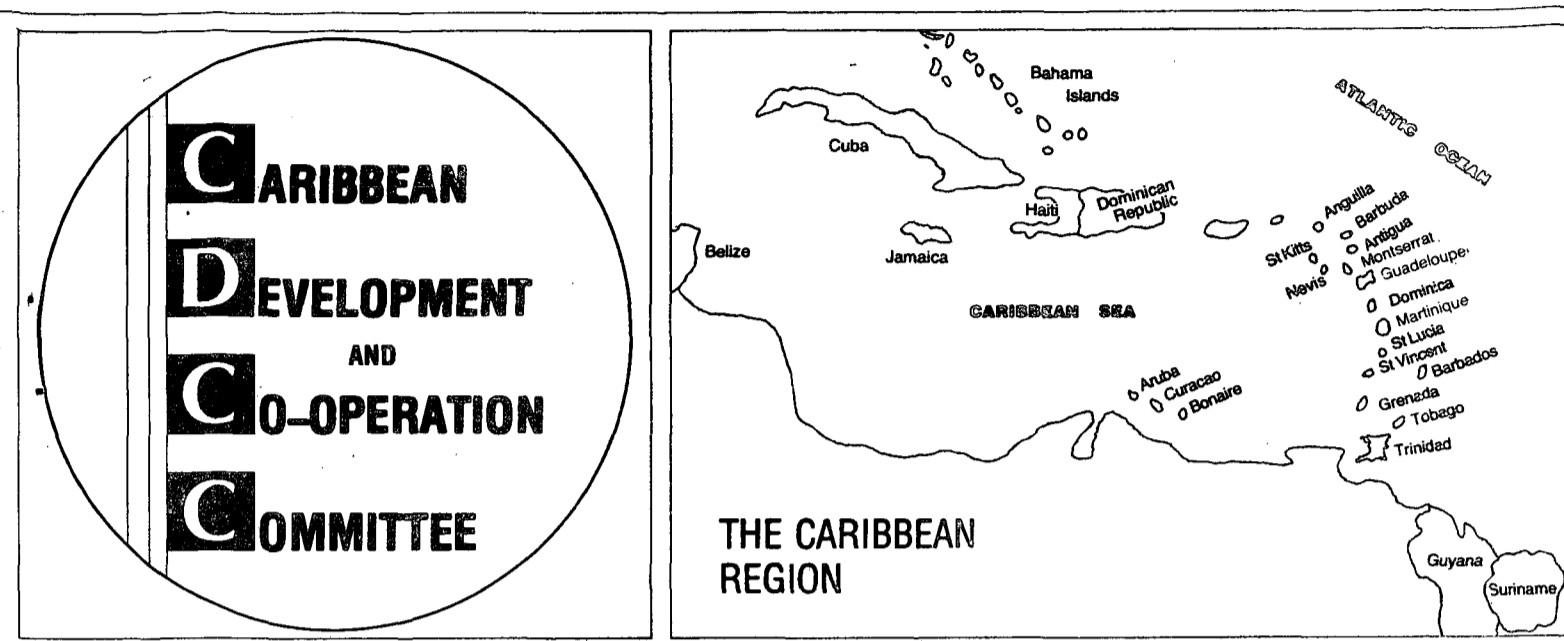 CARIBBEAN
DEVELOPMENT
AND
CO-OPERATION
COMMITTEE
Bahama
Islands
ATLANTIC OCEAN
Cuba
Haiti
Dominican
Republic
Jamaica
Belize
Anguilla
Barbuda
St Kitts
Antigua
Montserrat
Nevis
Guadeloupe
Dominica
CARIBBEAN SEA
Martinique
St Lucia
St Vincent
Barbados
Aruba
Curacao
Bonaire
Grenada
Tobago
Trinidad
THE CARIBBEAN
REGION
Guyana
Suriname